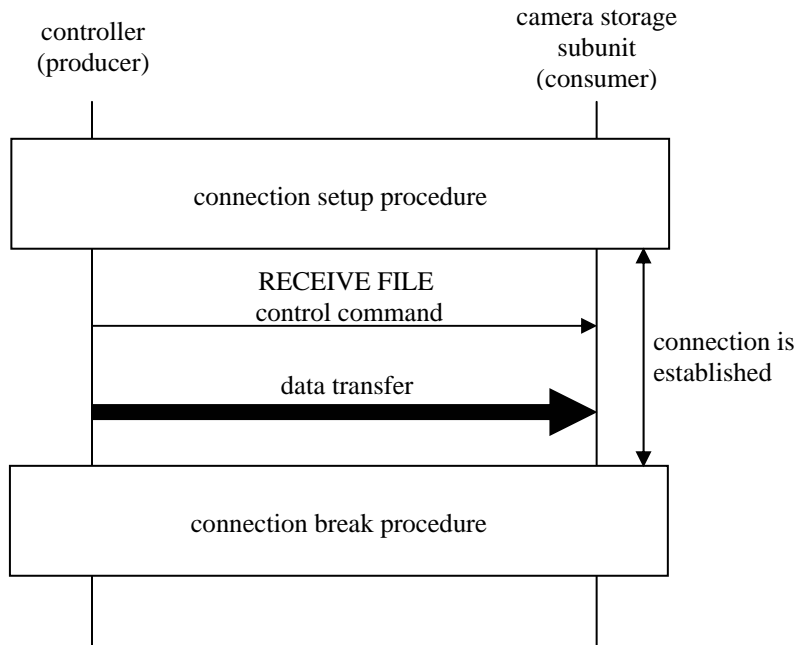 controller
(producer)
camera storage
subunit
(consumer)
connection setup procedure
RECEIVE FILE
control command
connection is
established
data transfer
connection break procedure